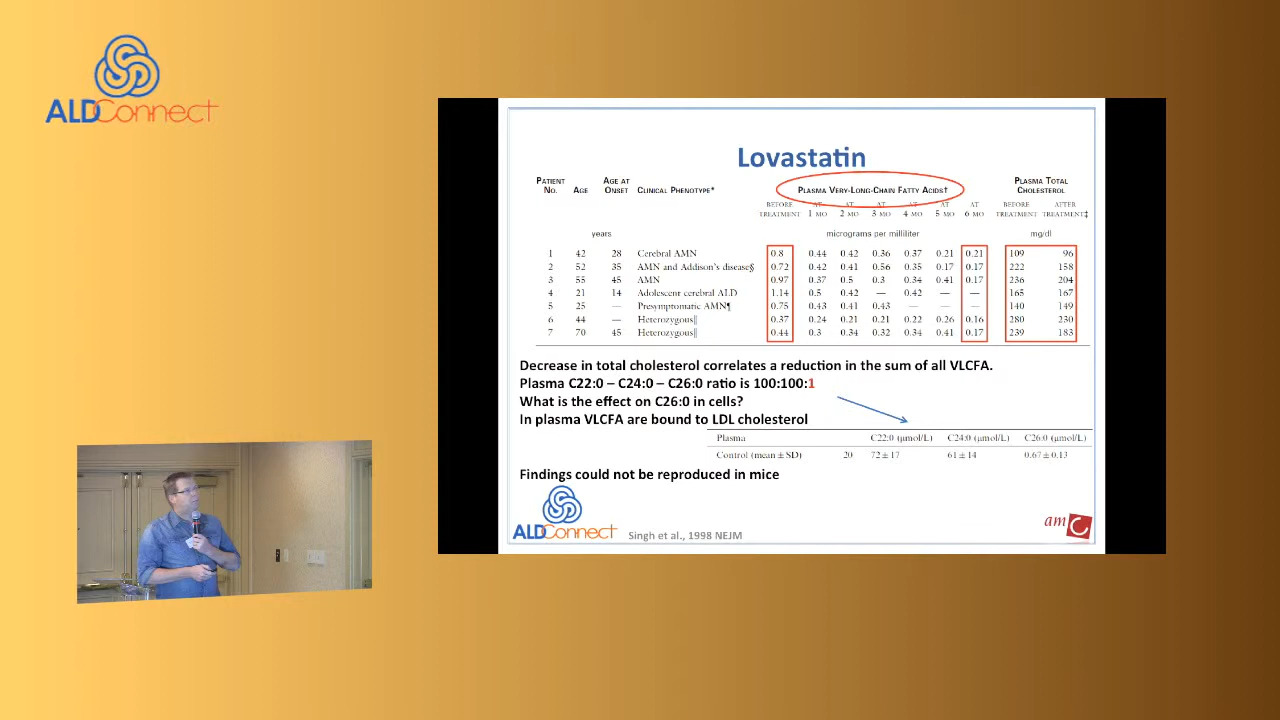 ALDConnect
Lovastatin
PATIENT NO. AGE AGE AT ONSET CLINICAL PHENOTYPE* PLASMA VERY-LONG-CHAIN FATTY ACIDS† PLASMA TOTAL CHOLESTEROL
BEFORE TREATMENT AT 1 MO AT 2 MO AT 3 MO AT 4 MO AT 5 MO AT 6 MO BEFORE TREATMENT AFTER TREATMENT‡
years micrograms per milliliter mg/dl
1 42 28 Cerebral AMN 0.8 0.44 0.42 0.36 0.37 0.21 0.21 109 96
2 52 35 AMN and Addison's disease§ 0.72 0.42 0.41 0.56 0.35 0.17 0.17 222 158
3 55 45 AMN 0.97 0.37 0.5 0.3 0.34 0.41 0.17 236 204
4 21 14 Adolescent cerebral ALD 1.14 0.5 0.42 — 0.42 — — 165 167
5 25 — Presymptomatic AMN¶ 0.75 0.43 0.41 0.43 — — — 140 149
6 44 — Heterozygous‖ 0.37 0.24 0.21 0.21 0.22 0.26 0.16 280 230
7 70 45 Heterozygous‖ 0.44 0.3 0.34 0.32 0.34 0.41 0.17 239 183
Decrease in total cholesterol correlates a reduction in the sum of all VLCFA.
Plasma C22:0 – C24:0 – C26:0 ratio is 100:100:1
What is the effect on C26:0 in cells?
In plasma VLCFA are bound to LDL cholesterol
Plasma C22:0 (μmol/L) C24:0 (μmol/L) C26:0 (μmol/L)
Control (mean ± SD) 20 72 ± 17 61 ± 14 0.67 ± 0.13
Findings could not be reproduced in mice
ALDConnect
Singh et al., 1998 NEJM
amc